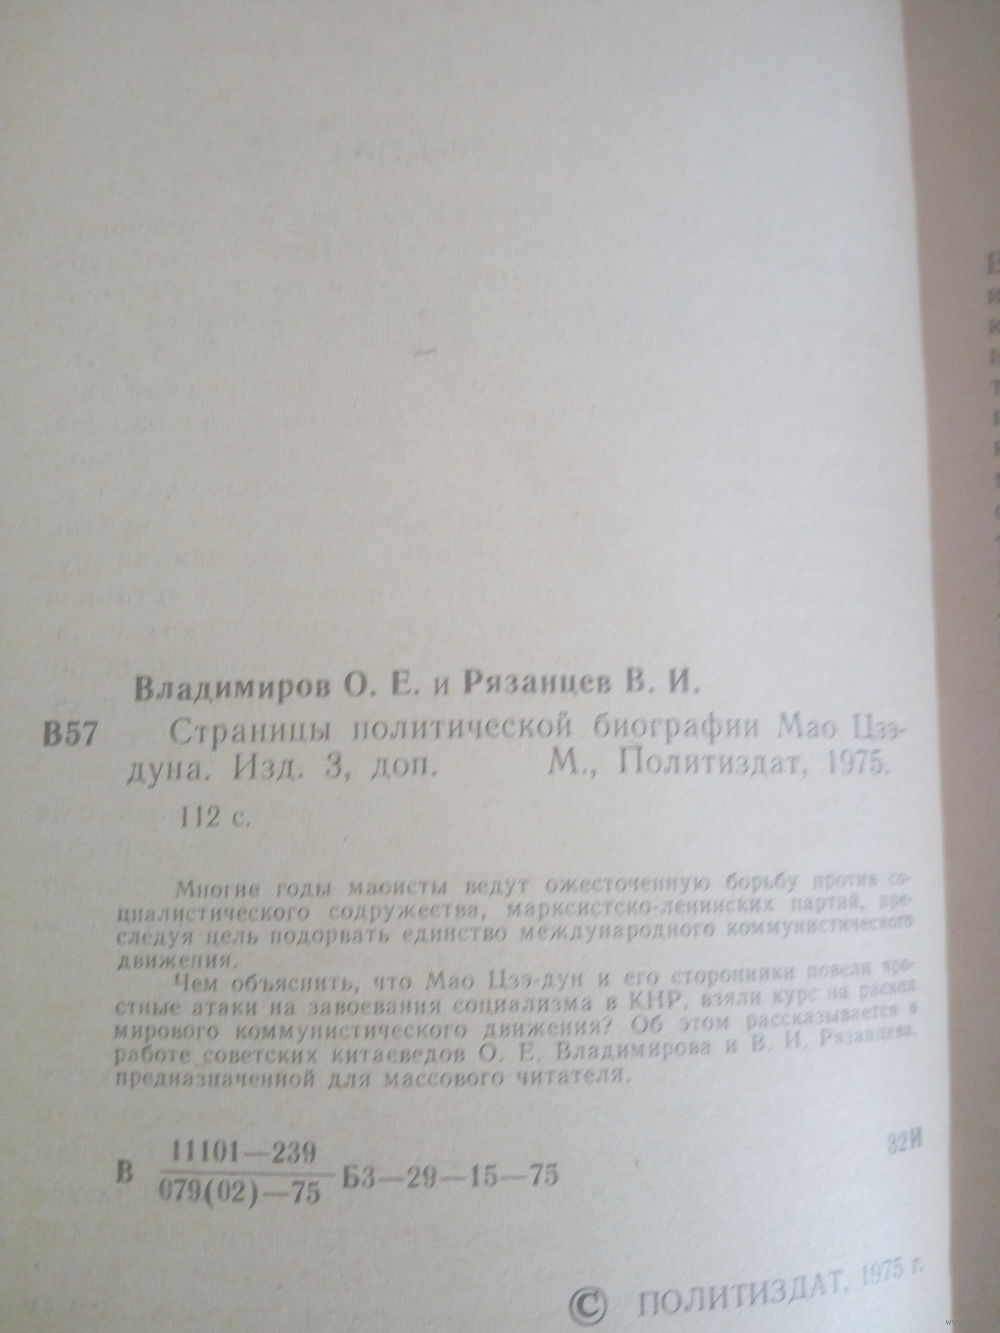 Владимиров О. Е. и Рязанцев В. И.
В57 Страницы политической биографии Мао Цзэ-
дуна. Изд. 3, доп. М., Политиздат, 1975.
112 с.
Многие годы маоисты ведут ожесточенную борьбу против со-
циалистического содружества, марксистско-ленинских партий, пре-
следуя цель подорвать единство международного коммунистического
движения.
Чем объяснить, что Мао Цзэ-дун и его сторонники повели яро-
стные атаки на завоевания социализма в КНР, взяли курс на раскол
мирового коммунистического движения? Об этом рассказывается в
работе советских китаеведов О. Е. Владимирова и В. И. Рязанцева,
предназначенной для массового читателя.
В 11101—239
079(02)—75 БЗ—29—15—75
32И
© ПОЛИТИЗДАТ, 1975 г.